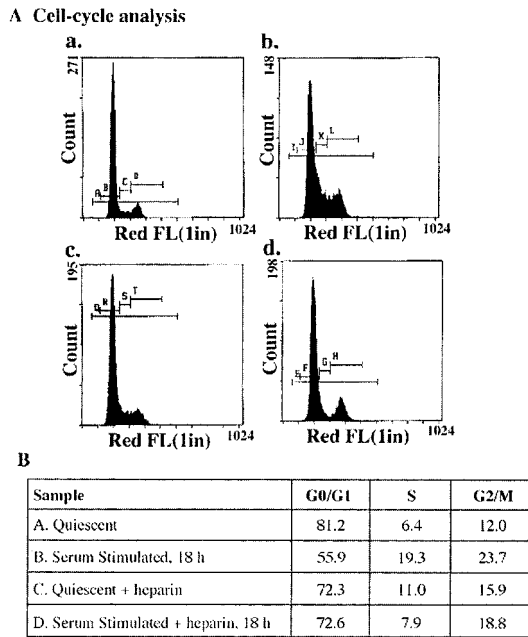 A Cell-cycle analysis
a.
b.
271
Count
A B C D
Red FL(1in) 1024
148
Count
I J K L
Red FL(1in) 1024
c.
d.
195
Count
Q R S T
Red FL(1in) 1024
198
Count
E F G H
Red FL(1in) 1024
B
Sample G0/G1 S G2/M
A. Quiescent 81.2 6.4 12.0
B. Serum Stimulated, 18 h 55.9 19.3 23.7
C. Quiescent + heparin 72.3 11.0 15.9
D. Serum Stimulated + heparin, 18 h 72.6 7.9 18.8